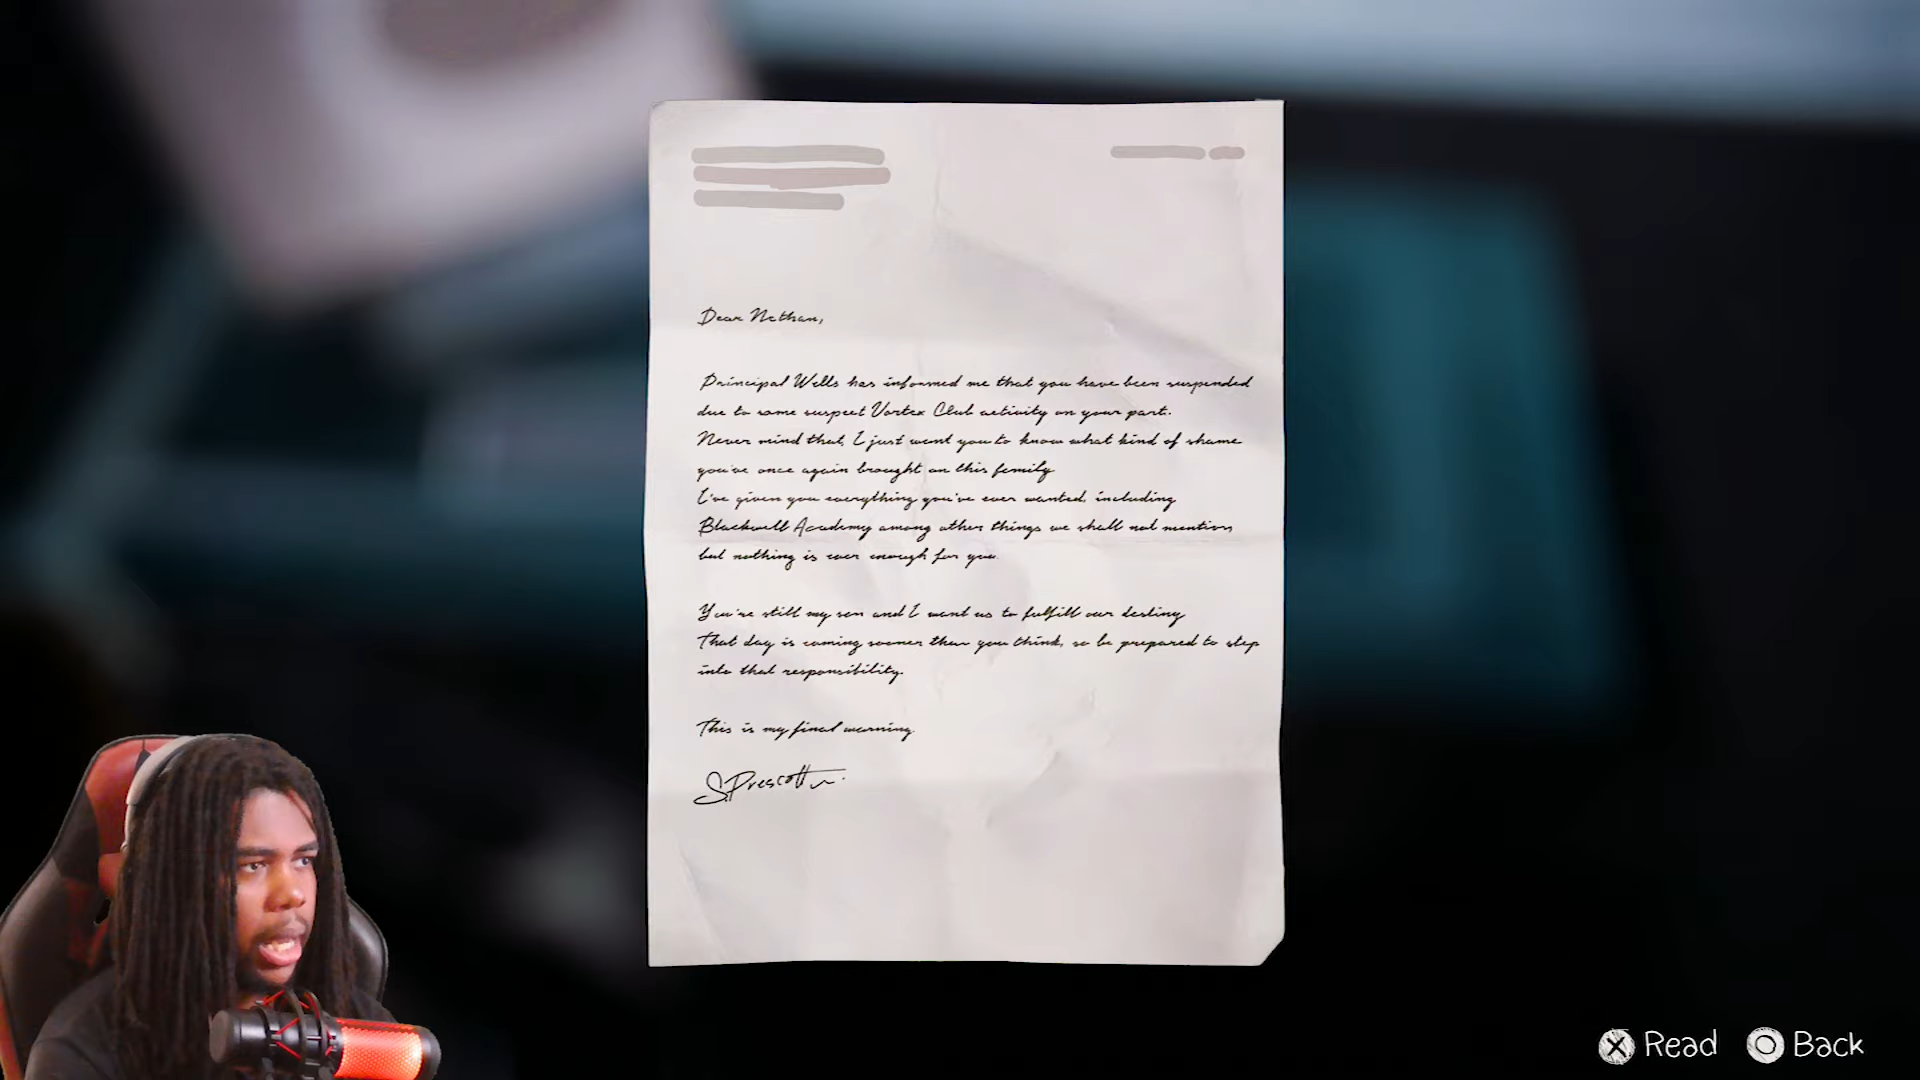 Dear Nathan,
Principal Wells has informed me that you have been suspended
due to some suspect Vortex Club activity on your part.
Never mind that, I just want you to know what kind of shame
you've once again brought on this family
I've given you everything you've ever wanted, including
Blackwell Academy among other things we shall not mention
but nothing is ever enough for you.
You're still my son and I want us to fulfill our destiny
That day is coming sooner than you think, so be prepared to step
into that responsibility.
This is my final warning.
S.Prescott
Read
Back